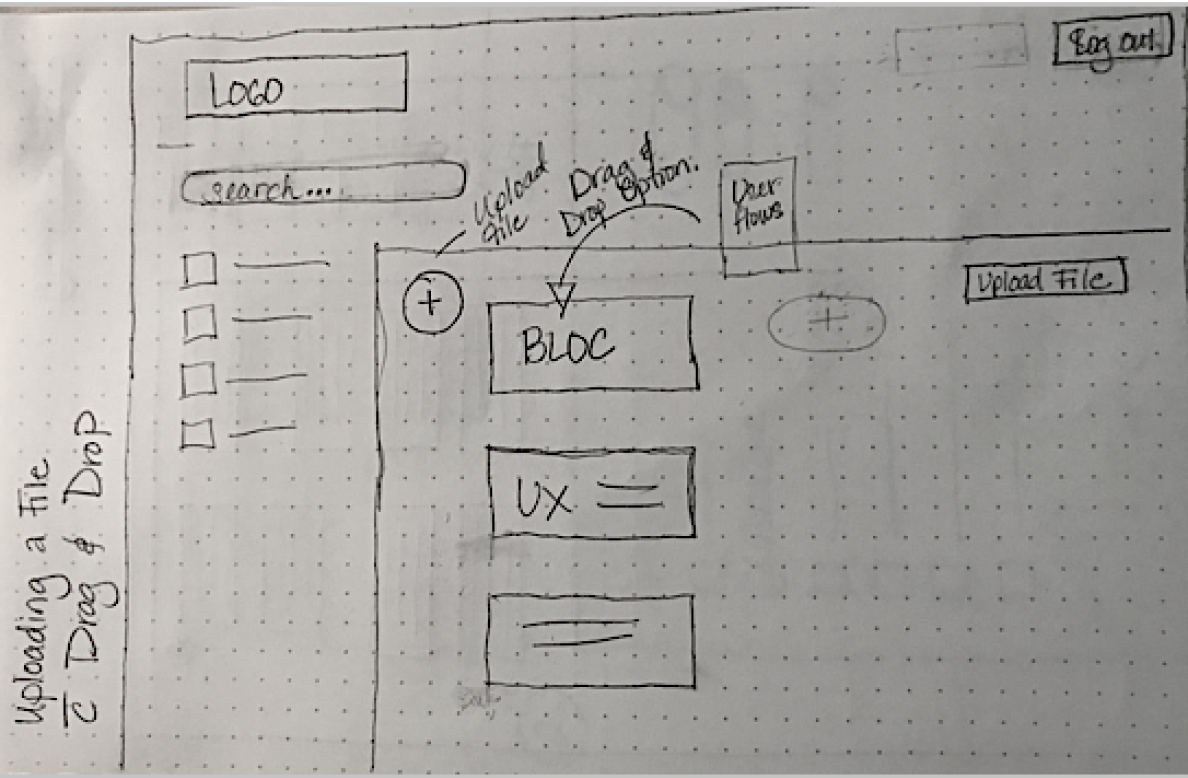 LOGO
Log out
search...
Upload
file
Drag &
Drop Option.
User
flows
+
+
Upload File
BLOC
UX
Uploading a File
c̅ Drag & Drop